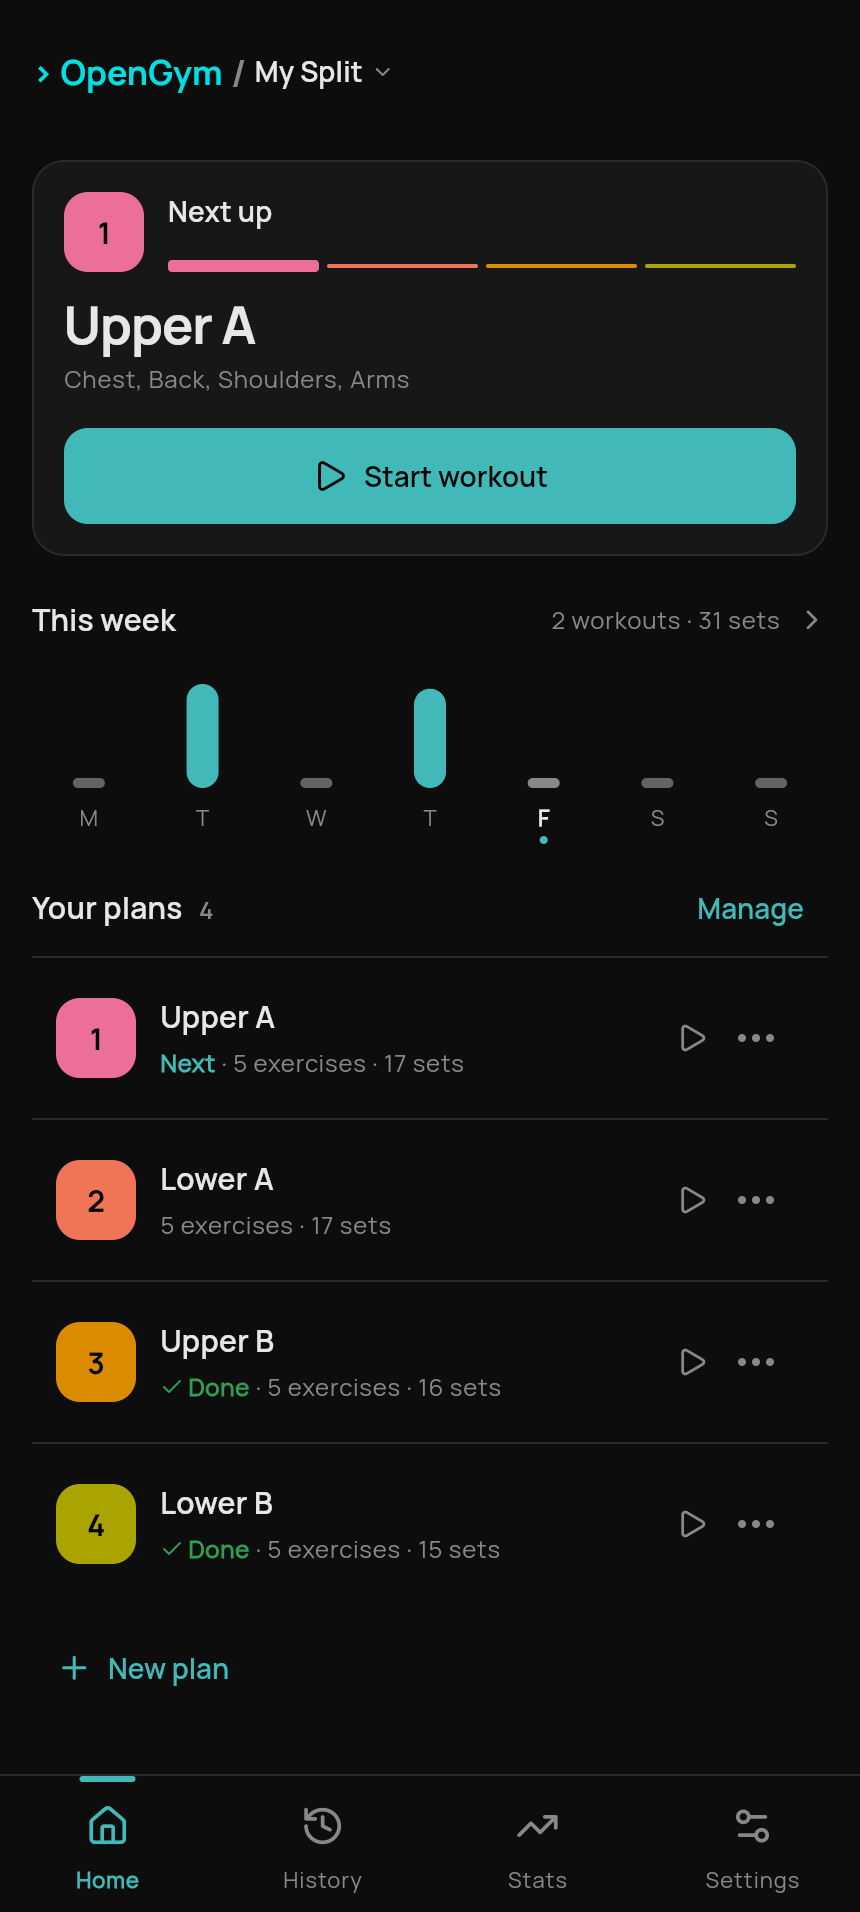 › OpenGym / My Split
1 Next up
Upper A
Chest, Back, Shoulders, Arms
Start workout
This week 2 workouts · 31 sets
M T W T F S S
Your plans 4 Manage
1 Upper A
Next · 5 exercises · 17 sets
2 Lower A
5 exercises · 17 sets
3 Upper B
Done · 5 exercises · 16 sets
4 Lower B
Done · 5 exercises · 15 sets
New plan
Home History Stats Settings